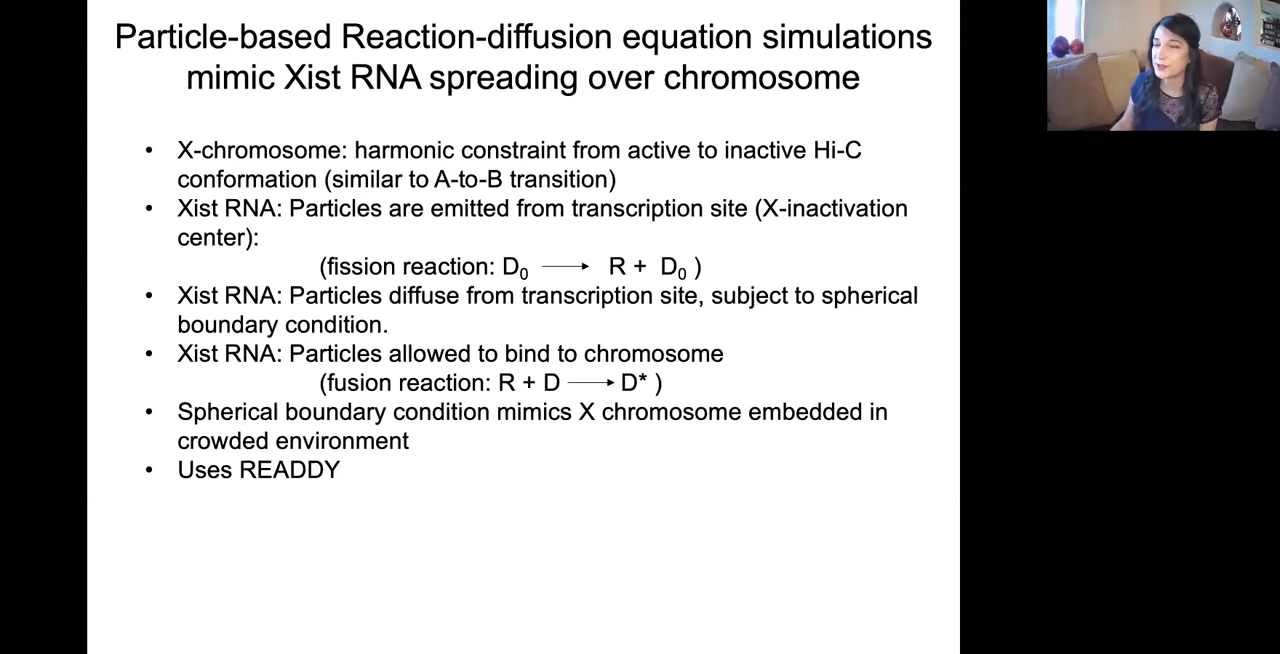 Particle-based Reaction-diffusion equation simulations
mimic Xist RNA spreading over chromosome
• X-chromosome: harmonic constraint from active to inactive Hi-C
conformation (similar to A-to-B transition)
• Xist RNA: Particles are emitted from transcription site (X-inactivation
center):
(fission reaction: D₀ ⟶ R + D₀ )
• Xist RNA: Particles diffuse from transcription site, subject to spherical
boundary condition.
• Xist RNA: Particles allowed to bind to chromosome
(fusion reaction: R + D ⟶ D* )
• Spherical boundary condition mimics X chromosome embedded in
crowded environment
• Uses READDY